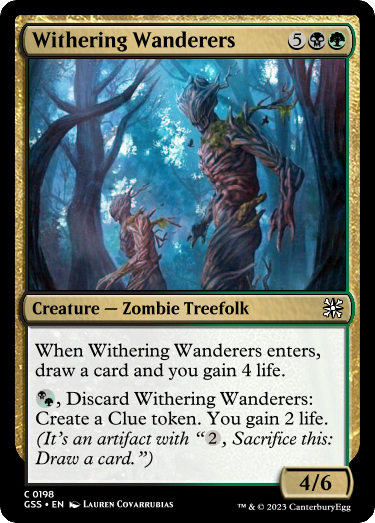 Withering Wanderers 5
Creature — Zombie Treefolk
When Withering Wanderers enters,
draw a card and you gain 4 life.
, Discard Withering Wanderers:
Create a Clue token. You gain 2 life.
(It's an artifact with “2, Sacrifice this:
Draw a card.”)
4/6
C 0198
GSS • EN Lauren Covarrubias
™ & © 2023 CanterburyEgg